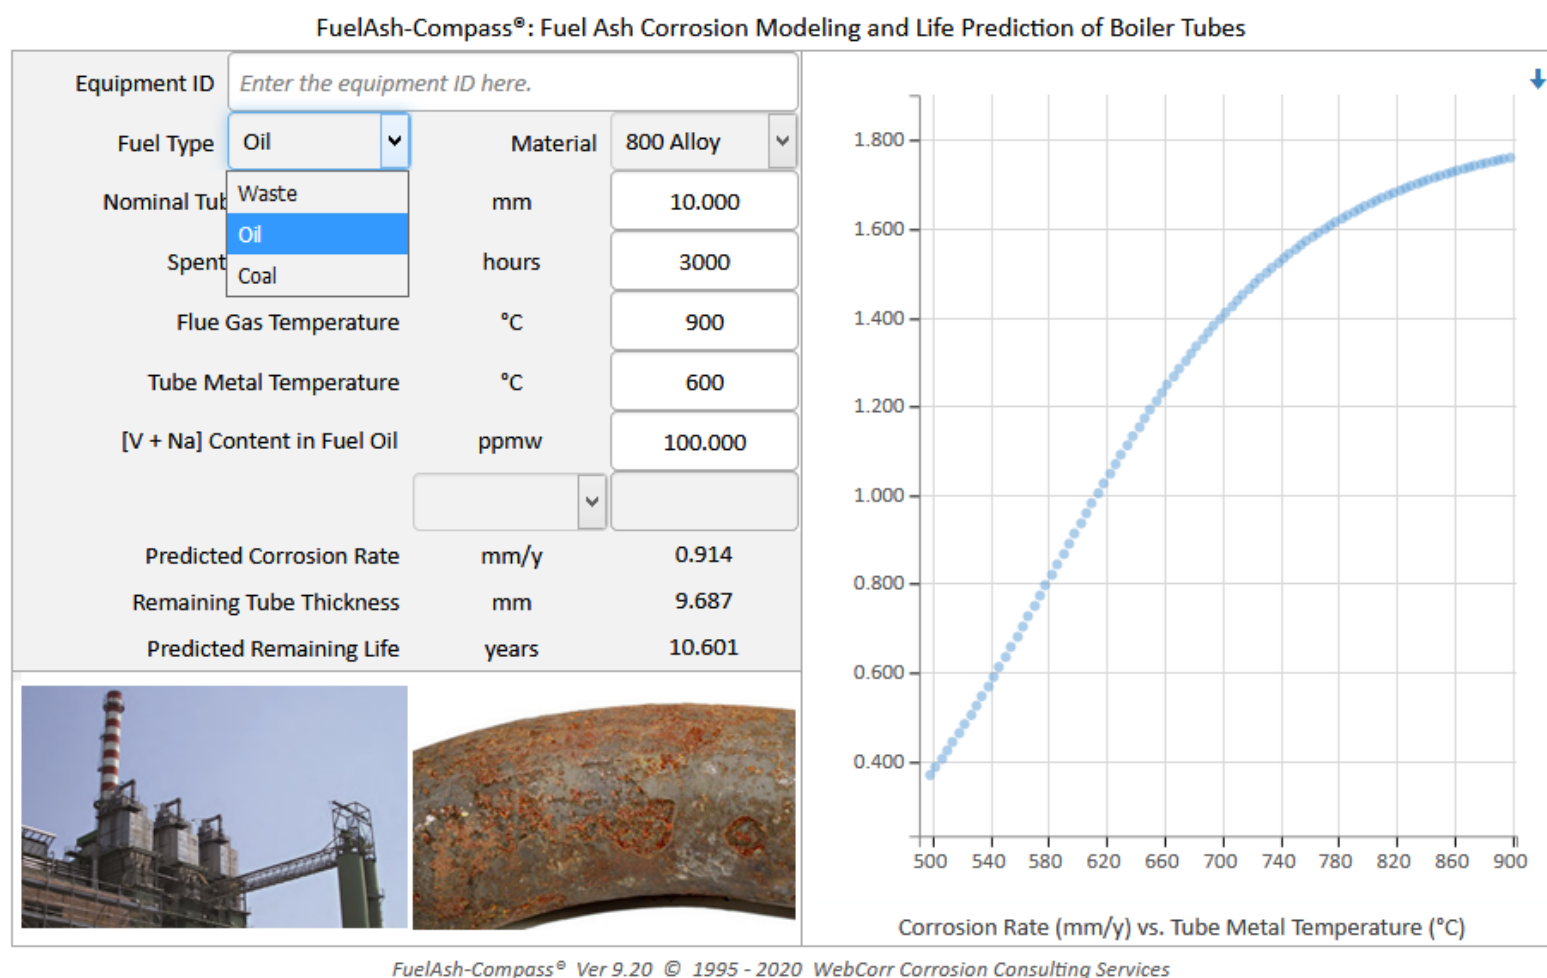 FuelAsh-Compass®: Fuel Ash Corrosion Modeling and Life Prediction of Boiler Tubes
Equipment ID Enter the equipment ID here.
Fuel Type Oil Material 800 Alloy
Waste
Oil
Coal
Nominal Tub mm 10.000
Spent hours 3000
Flue Gas Temperature °C 900
Tube Metal Temperature °C 600
[V + Na] Content in Fuel Oil ppmw 100.000
Predicted Corrosion Rate mm/y 0.914
Remaining Tube Thickness mm 9.687
Predicted Remaining Life years 10.601
1.800
1.600
1.400
1.200
1.000
0.800
0.600
0.400
500 540 580 620 660 700 740 780 820 860 900
Corrosion Rate (mm/y) vs. Tube Metal Temperature (°C)
FuelAsh-Compass® Ver 9.20 © 1995 - 2020 WebCorr Corrosion Consulting Services